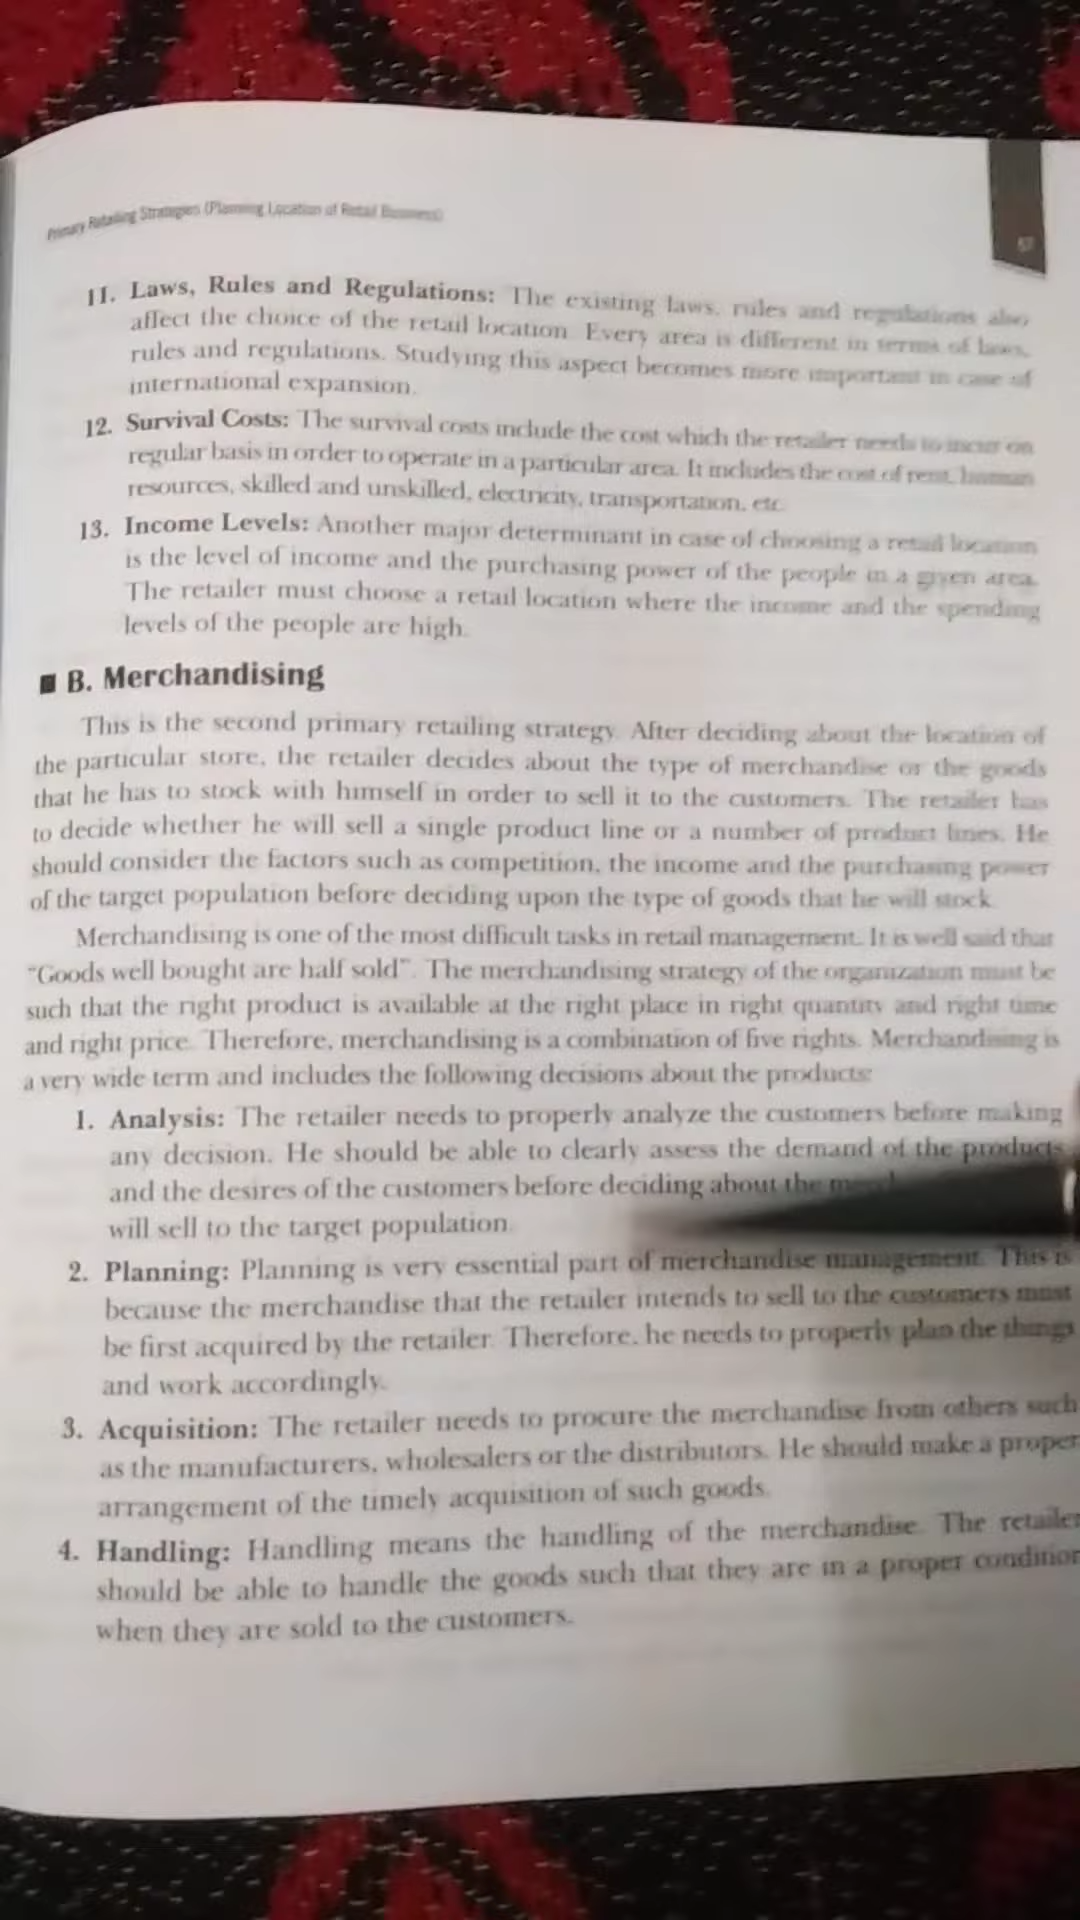 Primary Retailing Strategies (Planning Location of Retail Business)
57
11. Laws, Rules and Regulations: The existing laws, rules and regulations also
affect the choice of the retail location. Every area is different in terms of laws,
rules and regulations. Studying this aspect becomes more important in case of
international expansion.
12. Survival Costs: The survival costs include the cost which the retailer needs to incur on
regular basis in order to operate in a particular area. It includes the cost of rent, human
resources, skilled and unskilled, electricity, transportation, etc.
13. Income Levels: Another major determinant in case of choosing a retail location
is the level of income and the purchasing power of the people in a given area.
The retailer must choose a retail location where the income and the spending
levels of the people are high.
B. Merchandising
This is the second primary retailing strategy. After deciding about the location of
the particular store, the retailer decides about the type of merchandise or the goods
that he has to stock with himself in order to sell it to the customers. The retailer has
to decide whether he will sell a single product line or a number of product lines. He
should consider the factors such as competition, the income and the purchasing power
of the target population before deciding upon the type of goods that he will stock.
Merchandising is one of the most difficult tasks in retail management. It is well said that
"Goods well bought are half sold". The merchandising strategy of the organization must be
such that the right product is available at the right place in right quantity and right time
and right price. Therefore, merchandising is a combination of five rights. Merchandising is
a very wide term and includes the following decisions about the products:
1. Analysis: The retailer needs to properly analyze the customers before making
any decision. He should be able to clearly assess the demand of the products
and the desires of the customers before deciding about the
will sell to the target population.
2. Planning: Planning is very essential part of merchandise management. This is
because the merchandise that the retailer intends to sell to the customers must
be first acquired by the retailer. Therefore, he needs to properly plan the things
and work accordingly.
3. Acquisition: The retailer needs to procure the merchandise from others such
as the manufacturers, wholesalers or the distributors. He should make a proper
arrangement of the timely acquisition of such goods.
4. Handling: Handling means the handling of the merchandise. The retailer
should be able to handle the goods such that they are in a proper condition
when they are sold to the customers.